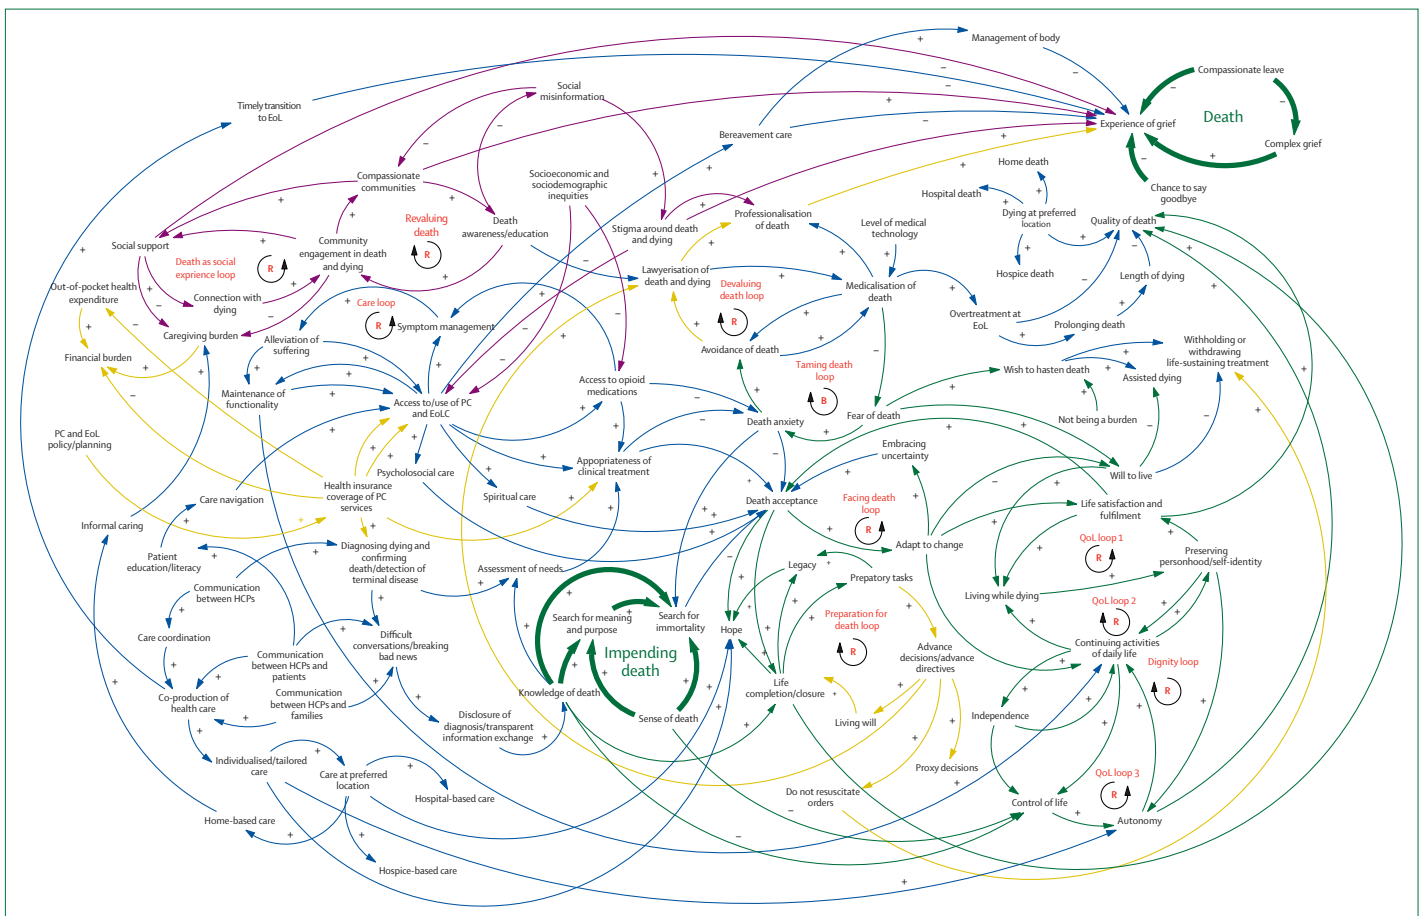 Management of body
Compassionate leave
Death
Complex grief
Experience of grief
Chance to say
goodbye
Timely transition
to EoL
Social
misinformation
Bereavement care
Compassionate
communities
Socioeconomic and
sociodemographic
inequities
Home death
Hospital death
Dying at preferred
location
Hospice death
Quality of death
Length of dying
Prolonging death
Overtreatment at
EoL
Level of medical
technology
Professionalisation
of death
Stigma around death
and dying
Death
awareness/education
Revaluing
death
R
Social support
Community
engagement in death
and dying
Death as social
exprience loop
R
Connection with
dying
Out-of-pocket health
expenditure
Caregiving burden
Financial burden
Care loop
R
Symptom management
Alleviation of
suffering
Maintenance of
functionality
Access to/use of PC
and EoLC
Lawyerisation of
death and dying
Devaluing
death loop
R
Medicalisation of
death
Avoidance of death
Taming death
loop
B
Fear of death
Death anxiety
Access to opioid
medications
Withholding or
withdrawing
life-sustaining treatment
Wish to hasten death
Assisted dying
Not being a burden
Will to live
PC and EoL
policy/planning
Health insurance
coverage of PC
services
Psycholosocial care
Spiritual care
Appopriateness of
clinical treatment
Death acceptance
Embracing
uncertainty
Facing death
loop
R
Adapt to change
Life satisfaction and
fulfilment
QoL loop 1
R
Preserving
personhood/self-identity
Living while dying
QoL loop 2
R
Continuing activities
of daily life
Dignity loop
R
Independence
QoL loop 3
R
Control of life
Autonomy
Care navigation
Informal caring
Patient
education/literacy
Communication
between HCPs
Care coordination
Diagnosing dying and
confirming
death/detection of
terminal disease
Assessment of needs
Difficult
conversations/breaking
bad news
Communication
between HCPs and
patients
Communication
between HCPs and
families
Co-production of
health care
Disclosure of
diagnosis/transparent
information exchange
Individualised/tailored
care
Care at preferred
location
Hospital-based care
Home-based care
Hospice-based care
Search for meaning
and purpose
Search for
immortality
Impending
death
Knowledge of death
Sense of death
Hope
Legacy
Prepatory tasks
Preparation for
death loop
R
Life
completion/closure
Living will
Advance
decisions/advance
directives
Proxy decisions
Do not resuscitate
orders